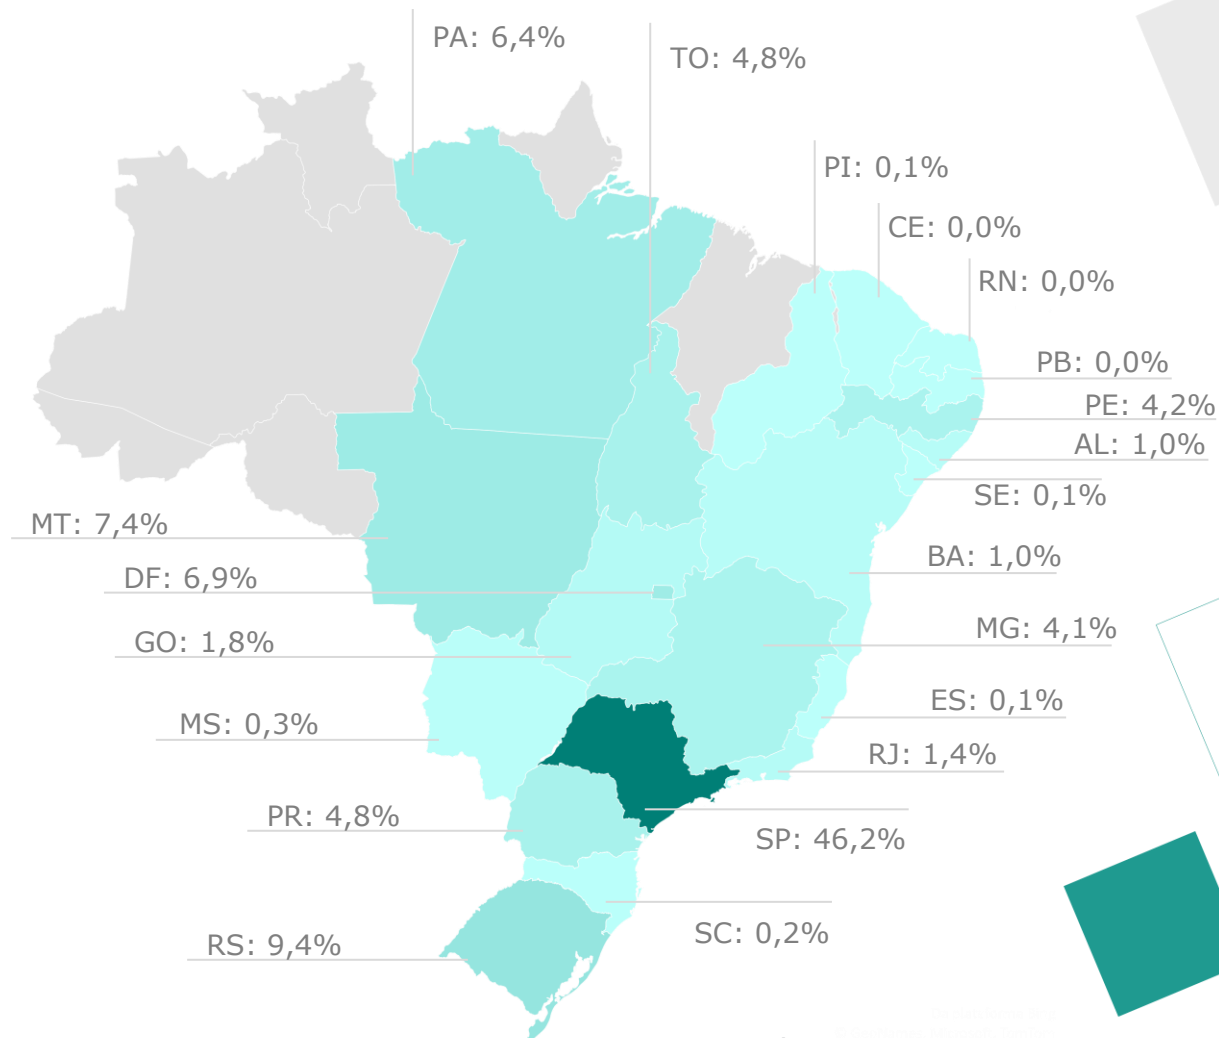 PA: 6,4%
TO: 4,8%
PI: 0,1%
CE: 0,0%
RN: 0,0%
PB: 0,0%
PE: 4,2%
AL: 1,0%
SE: 0,1%
MT: 7,4%
BA: 1,0%
DF: 6,9%
MG: 4,1%
GO: 1,8%
ES: 0,1%
MS: 0,3%
RJ: 1,4%
PR: 4,8%
SP: 46,2%
SC: 0,2%
RS: 9,4%